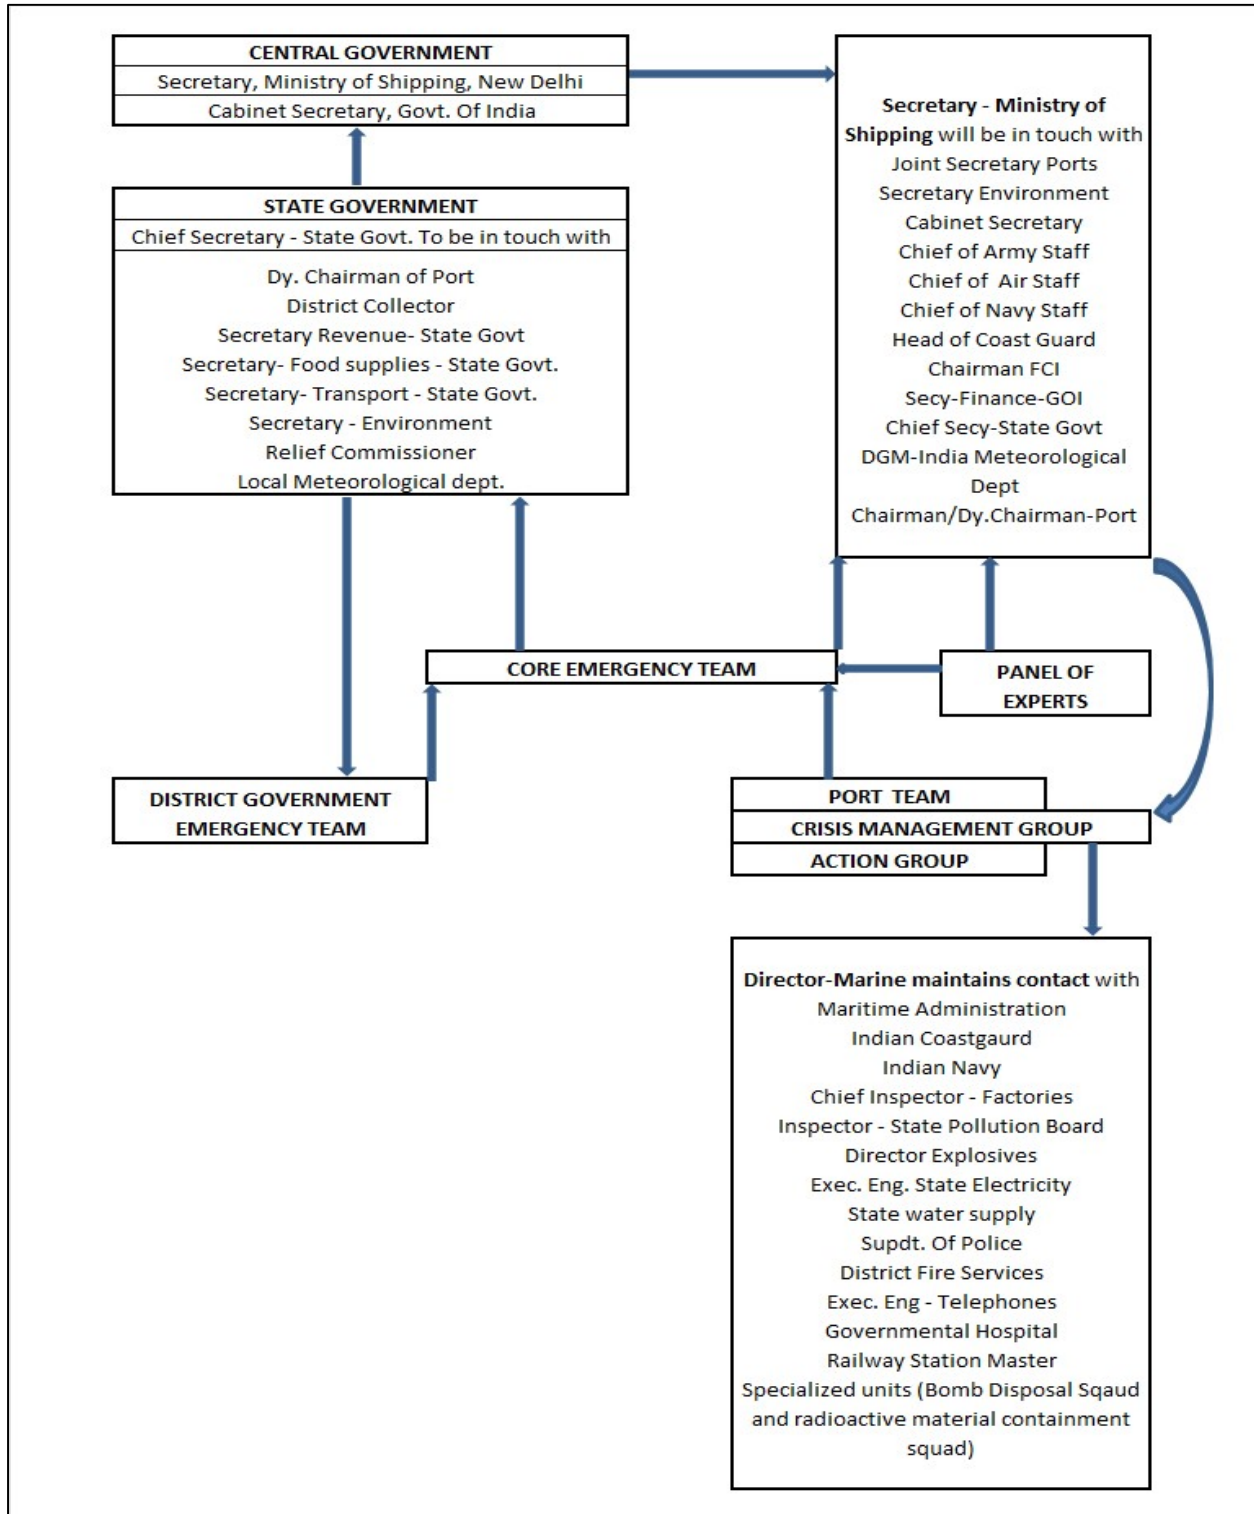 CENTRAL GOVERNMENT
Secretary, Ministry of Shipping, New Delhi
Cabinet Secretary, Govt. Of India
STATE GOVERNMENT
Chief Secretary - State Govt. To be in touch with
Dy. Chairman of Port
District Collector
Secretary Revenue- State Govt
Secretary- Food supplies - State Govt.
Secretary- Transport - State Govt.
Secretary - Environment
Relief Commissioner
Local Meteorological dept.
Secretary - Ministry of
Shipping will be in touch with
Joint Secretary Ports
Secretary Environment
Cabinet Secretary
Chief of Army Staff
Chief of  Air Staff
Chief of Navy Staff
Head of Coast Guard
Chairman FCI
Secy-Finance-GOI
Chief Secy-State Govt
DGM-India Meteorological
Dept
Chairman/Dy.Chairman-Port
CORE EMERGENCY TEAM
PANEL OF
EXPERTS
DISTRICT GOVERNMENT
EMERGENCY TEAM
PORT  TEAM
CRISIS MANAGEMENT GROUP
ACTION GROUP
Director-Marine maintains contact with
Maritime Administration
Indian Coastgaurd
Indian Navy
Chief Inspector - Factories
Inspector - State Pollution Board
Director Explosives
Exec. Eng. State Electricity
State water supply
Supdt. Of Police
District Fire Services
Exec. Eng - Telephones
Governmental Hospital
Railway Station Master
Specialized units (Bomb Disposal Sqaud
and radioactive material containment
squad)